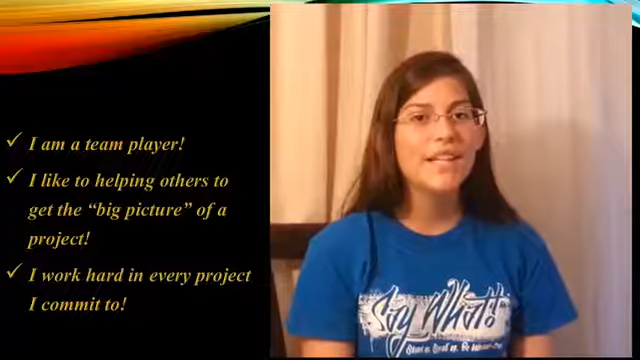 I am a team player!
I like to helping others to
get the “big picture” of a
project!
I work hard in every project
I commit to!
Say What!